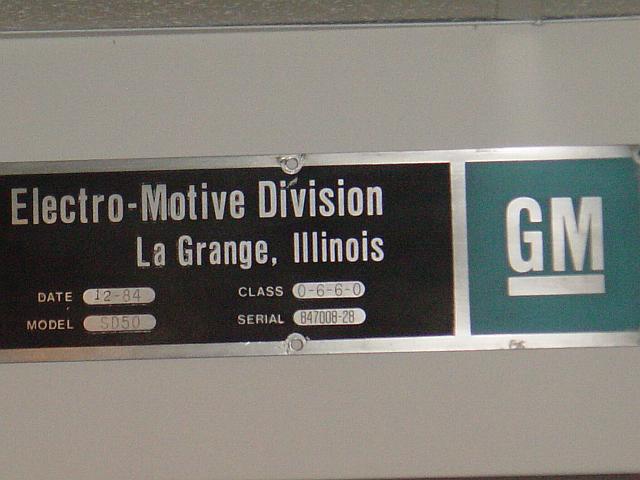 Electro-Motive Division
La Grange, Illinois
DATE 12-84 CLASS 0-6-6-0
MODEL SD50 SERIAL 847008-28
GM